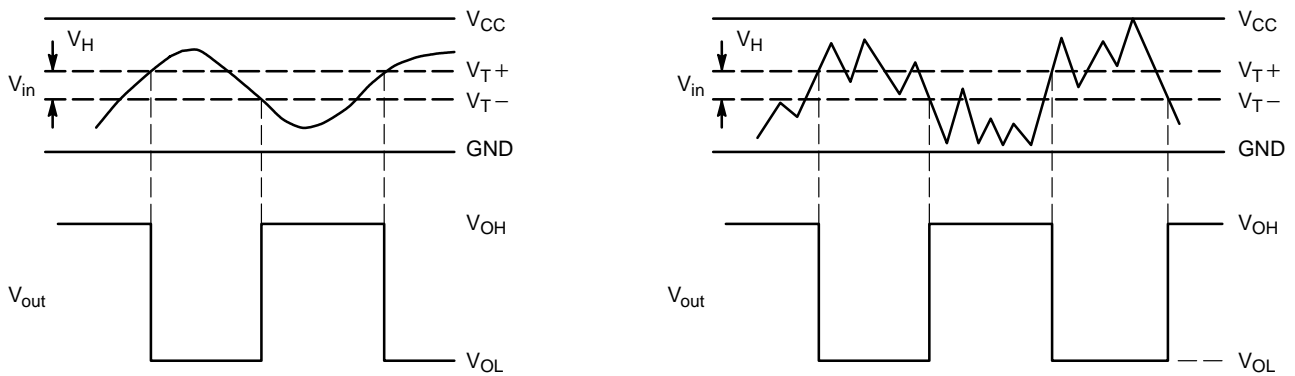 V_CC
V_H
V_T+
V_in
V_T−
GND
V_OH
V_out
V_OL
V_CC
V_H
V_T+
V_in
V_T−
GND
V_OH
V_out
V_OL